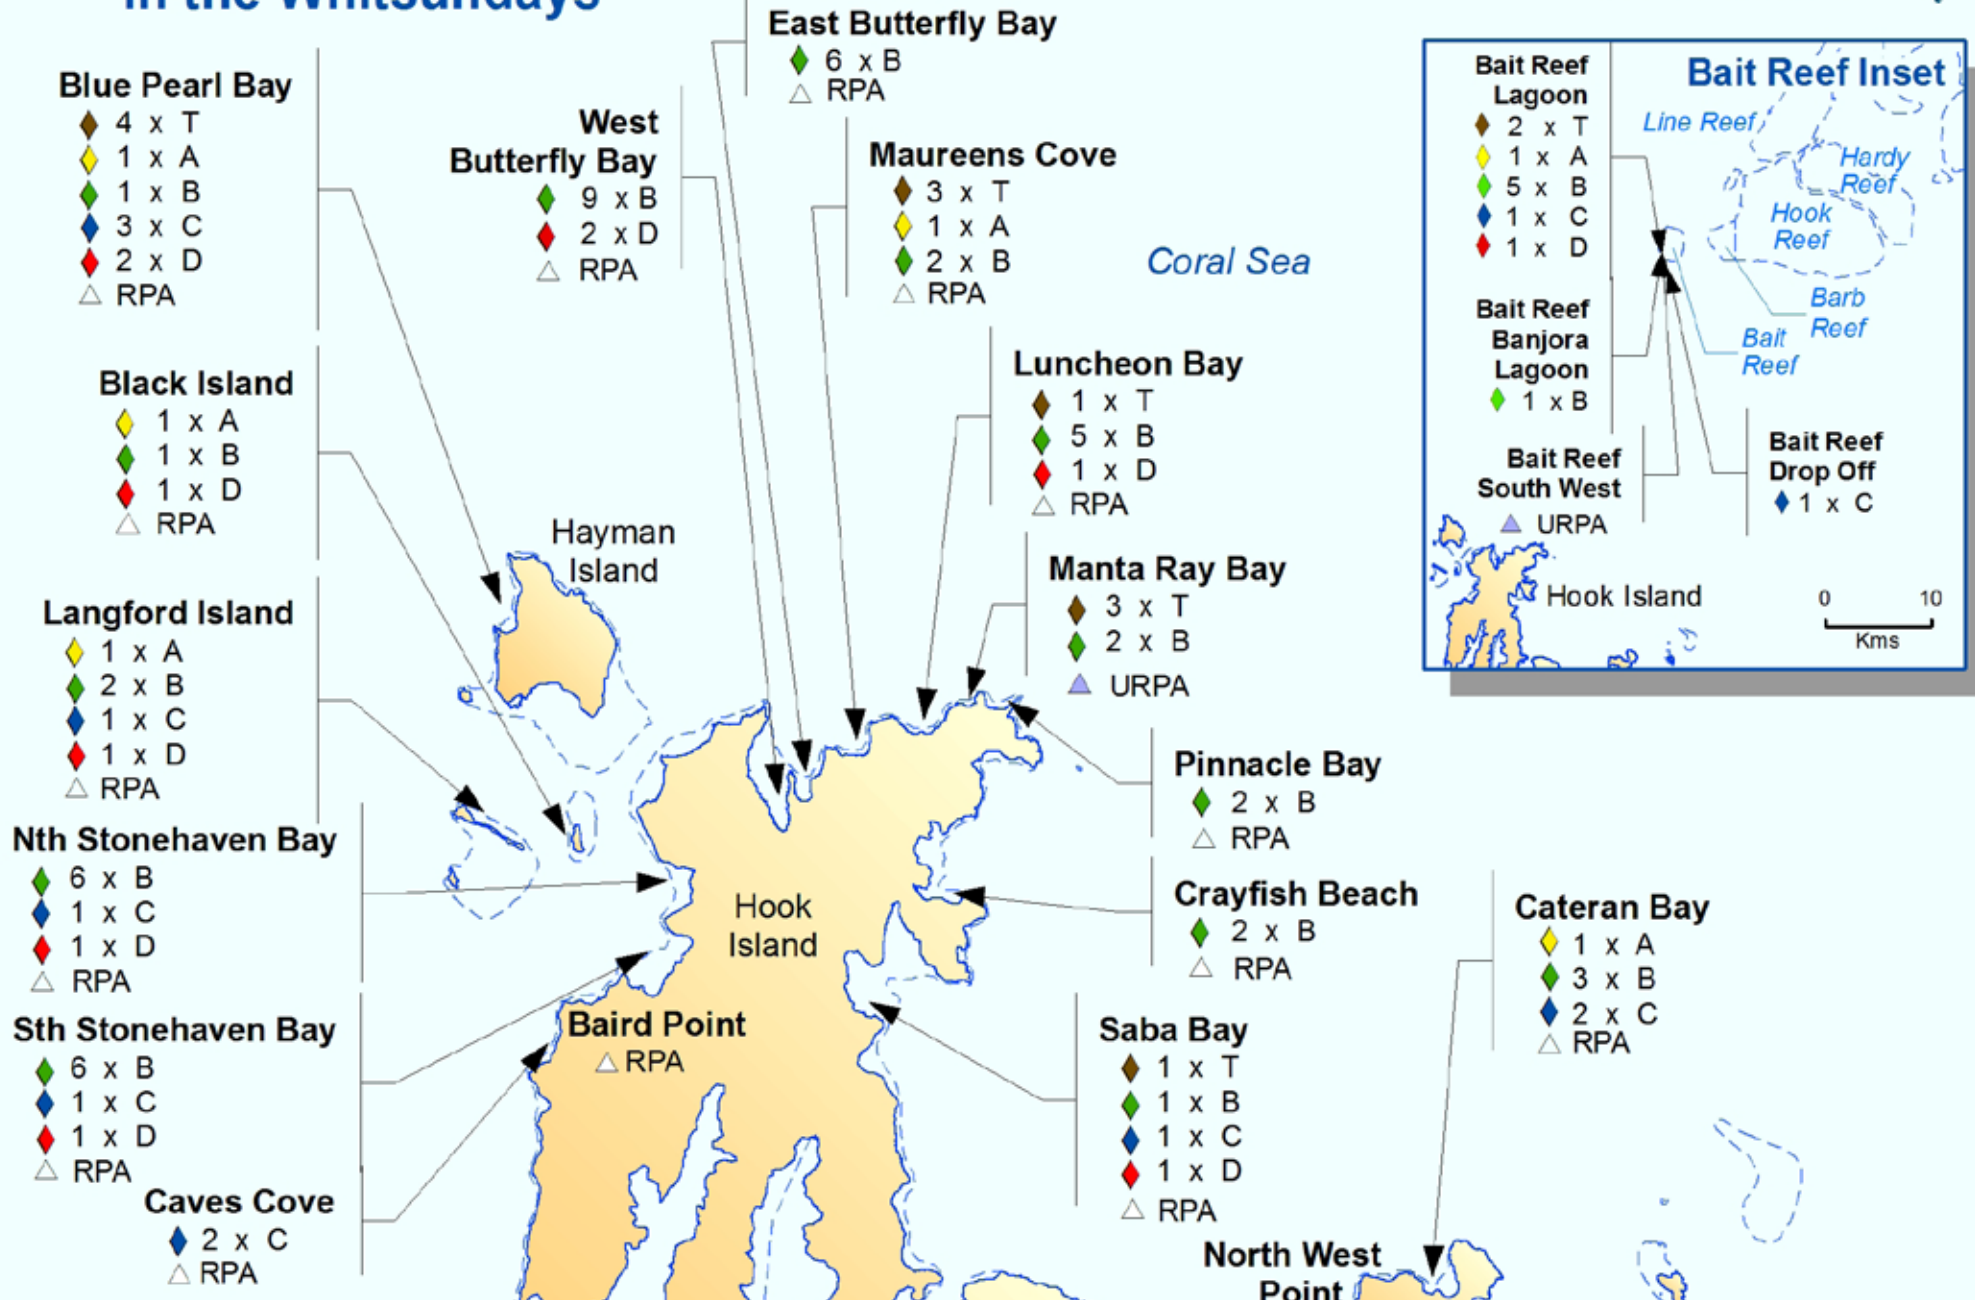 in the Whitsundays
East Butterfly Bay
6 x B
RPA
Blue Pearl Bay
4 x T
1 x A
1 x B
3 x C
2 x D
RPA
West
Butterfly Bay
9 x B
2 x D
RPA
Maureens Cove
3 x T
1 x A
2 x B
RPA
Coral Sea
Black Island
1 x A
1 x B
1 x D
RPA
Luncheon Bay
1 x T
5 x B
1 x D
RPA
Hayman
Island
Manta Ray Bay
3 x T
2 x B
URPA
Langford Island
1 x A
2 x B
1 x C
1 x D
RPA
Pinnacle Bay
2 x B
RPA
Nth Stonehaven Bay
6 x B
1 x C
1 x D
RPA
Hook
Island
Crayfish Beach
2 x B
RPA
Cateran Bay
1 x A
3 x B
2 x C
RPA
Sth Stonehaven Bay
6 x B
1 x C
1 x D
RPA
Baird Point
RPA
Saba Bay
1 x T
1 x B
1 x C
1 x D
RPA
Caves Cove
2 x C
RPA
North West
Point
Bait Reef Inset
Bait Reef
Lagoon
2 x T
1 x A
5 x B
1 x C
1 x D
Line Reef
Hardy
Reef
Hook
Reef
Barb
Reef
Bait
Reef
Bait Reef
Banjora
Lagoon
1 x B
Bait Reef
South West
URPA
Bait Reef
Drop Off
1 x C
Hook Island
0 10
Kms